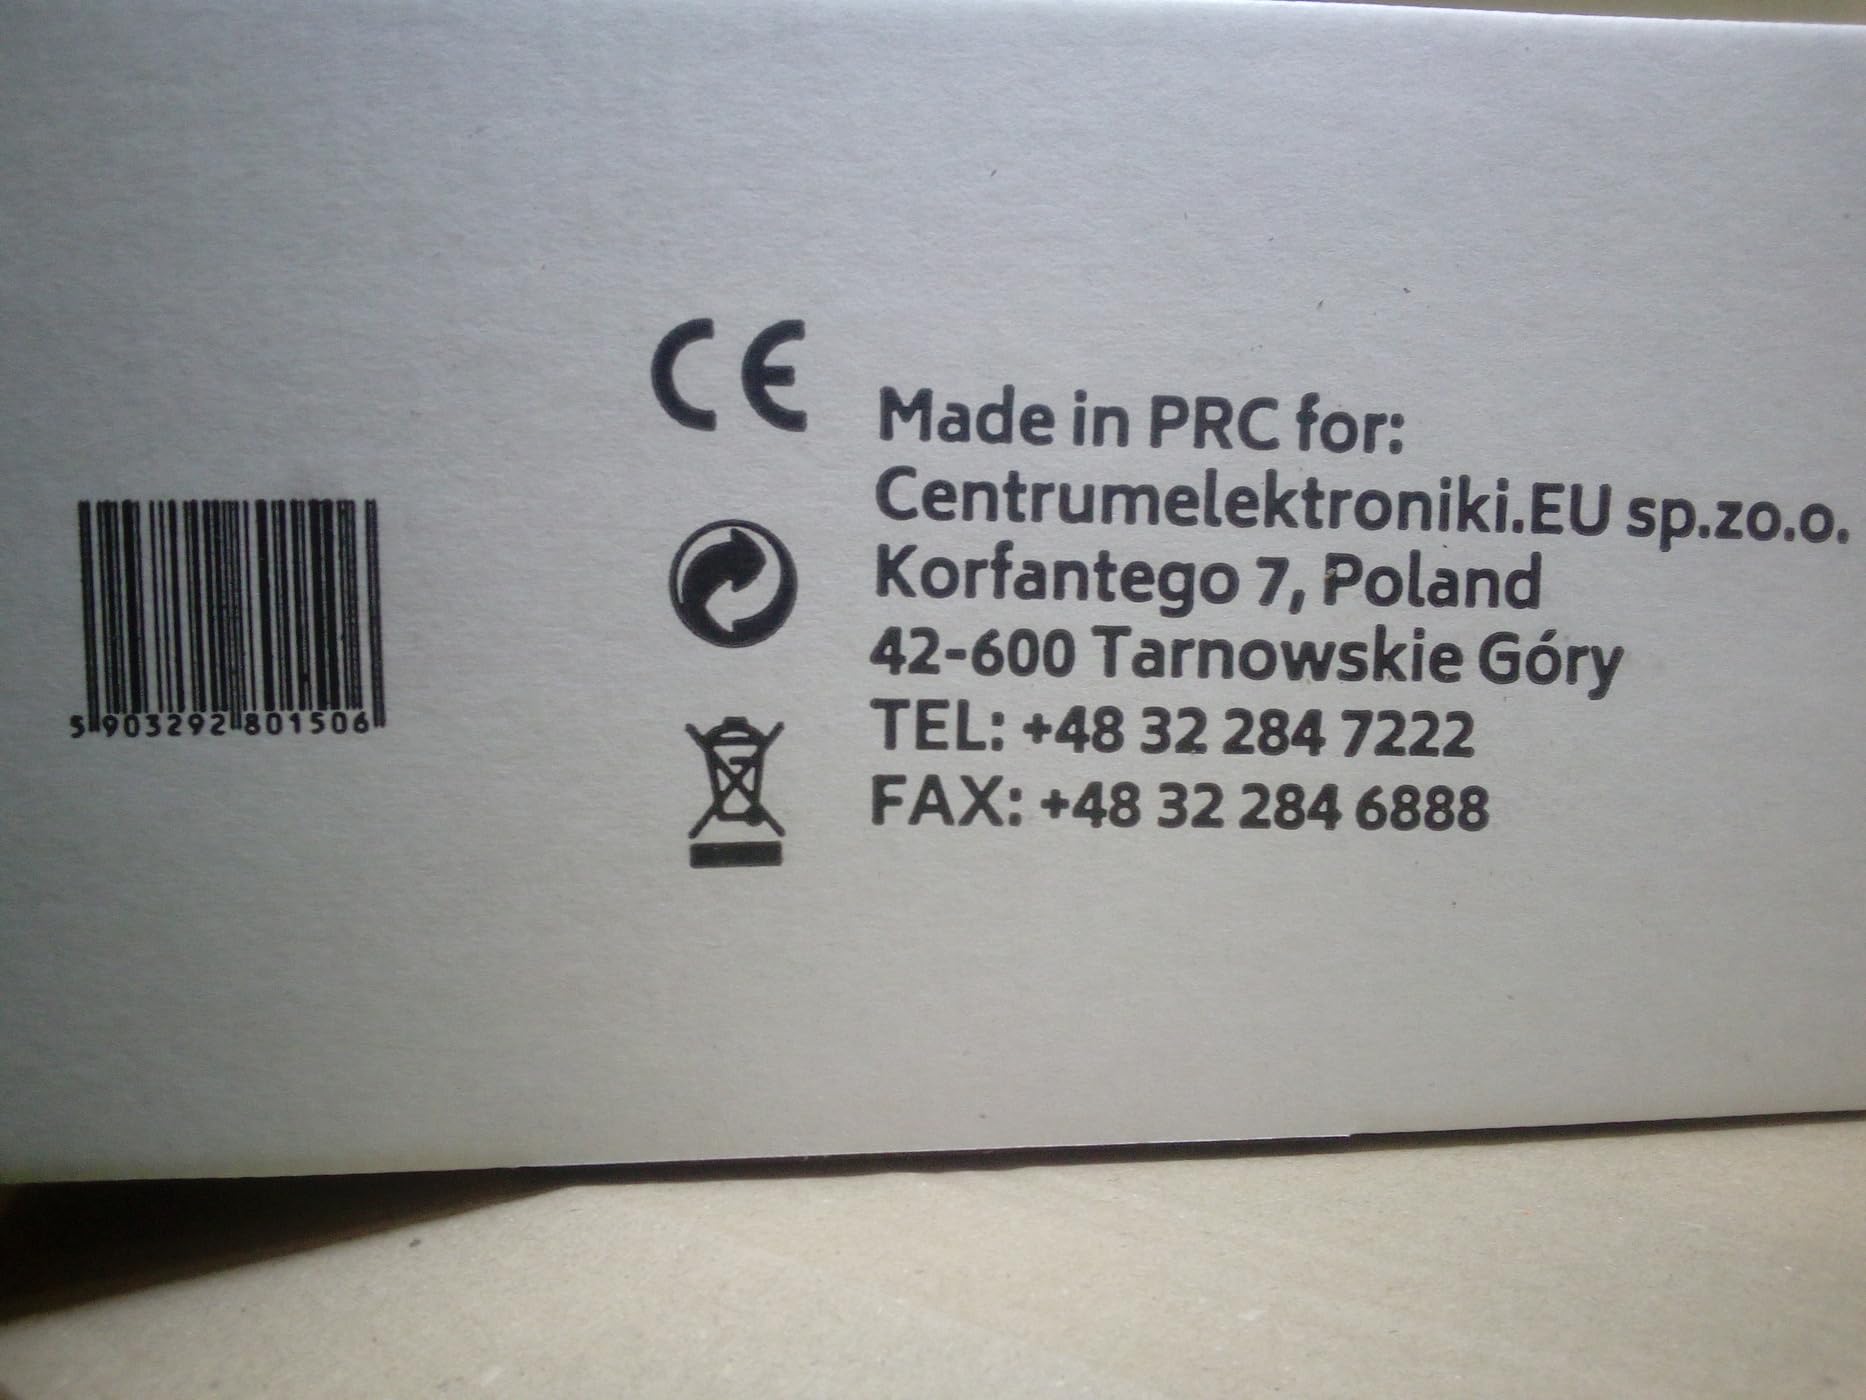 CE
Made in PRC for:
Centrumelektroniki.EU sp.zo.o.
Korfantego 7, Poland
42-600 Tarnowskie Góry
TEL: +48 32 284 7222
FAX: +48 32 284 6888
5 903292 801506